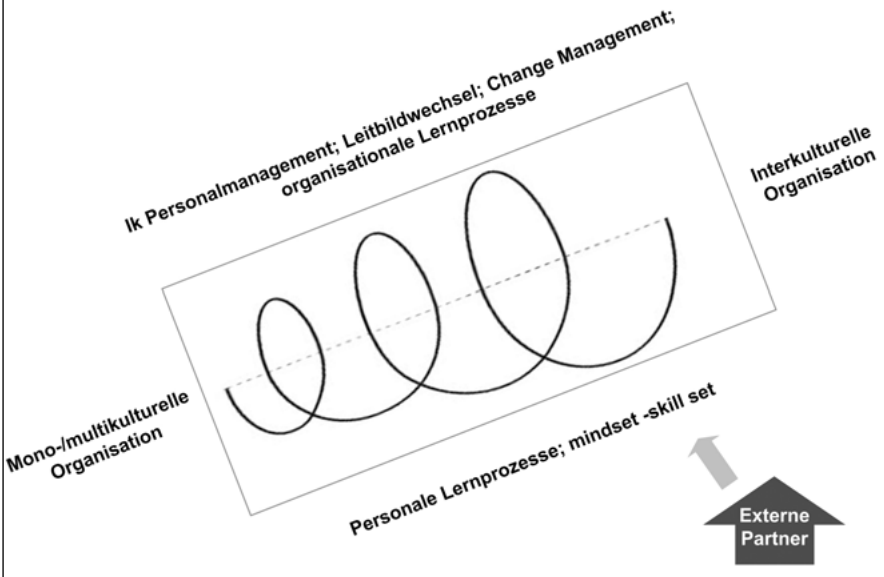 Ik Personalmanagement; Leitbildwechsel; Change Management;
organisationale Lernprozesse
Interkulturelle
Organisation
Mono-/multikulturelle
Organisation
Personale Lernprozesse; mindset -skill set
Externe
Partner